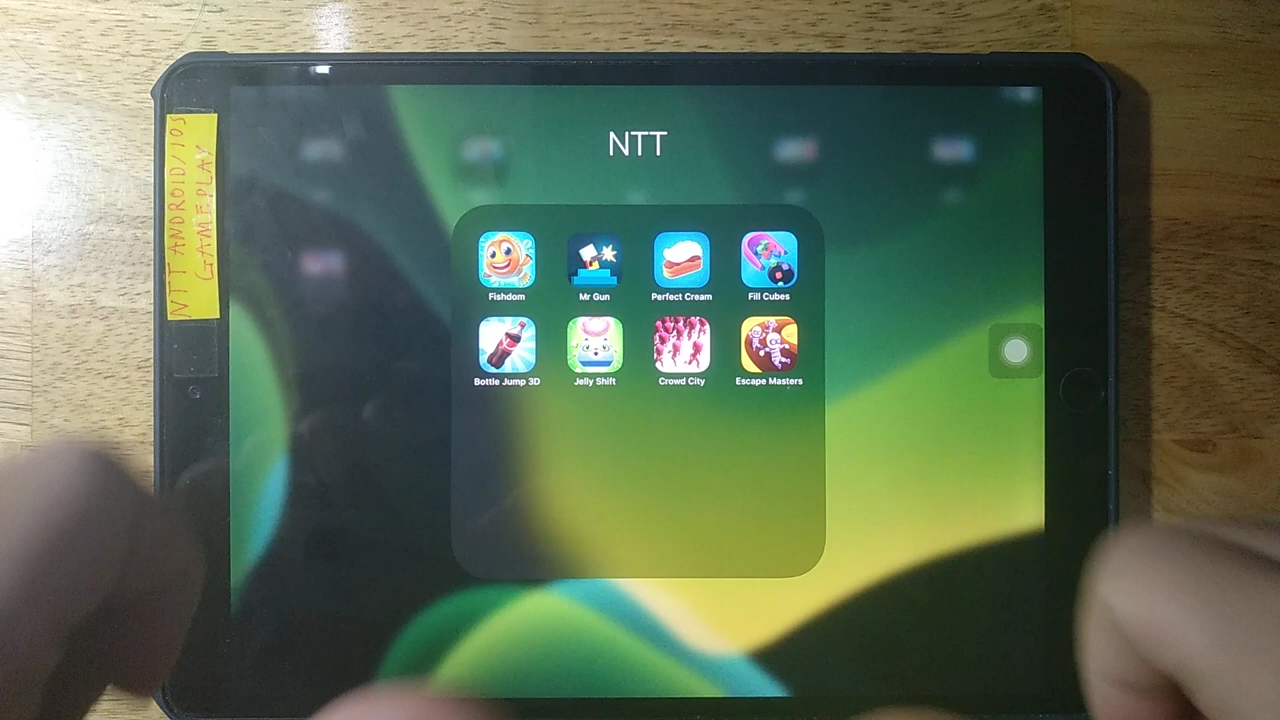 NTT ANDROID/IOS
GAMEPLAY
NTT
Fishdom
Mr Gun
Perfect Cream
Fill Cubes
Bottle Jump 3D
Jelly Shift
Crowd City
Escape Masters